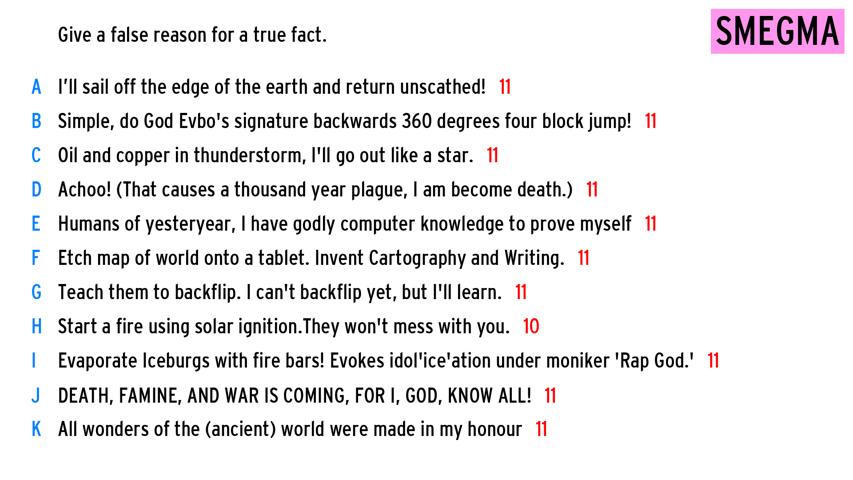 Give a false reason for a true fact.
SMEGMA
A I'll sail off the edge of the earth and return unscathed! 11
B Simple, do God Evbo's signature backwards 360 degrees four block jump! 11
C Oil and copper in thunderstorm, I'll go out like a star. 11
D Achoo! (That causes a thousand year plague, I am become death.) 11
E Humans of yesteryear, I have godly computer knowledge to prove myself 11
F Etch map of world onto a tablet. Invent Cartography and Writing. 11
G Teach them to backflip. I can't backflip yet, but I'll learn. 11
H Start a fire using solar ignition.They won't mess with you. 10
I Evaporate Iceburgs with fire bars! Evokes idol'ice'ation under moniker 'Rap God.' 11
J DEATH, FAMINE, AND WAR IS COMING, FOR I, GOD, KNOW ALL! 11
K All wonders of the (ancient) world were made in my honour 11